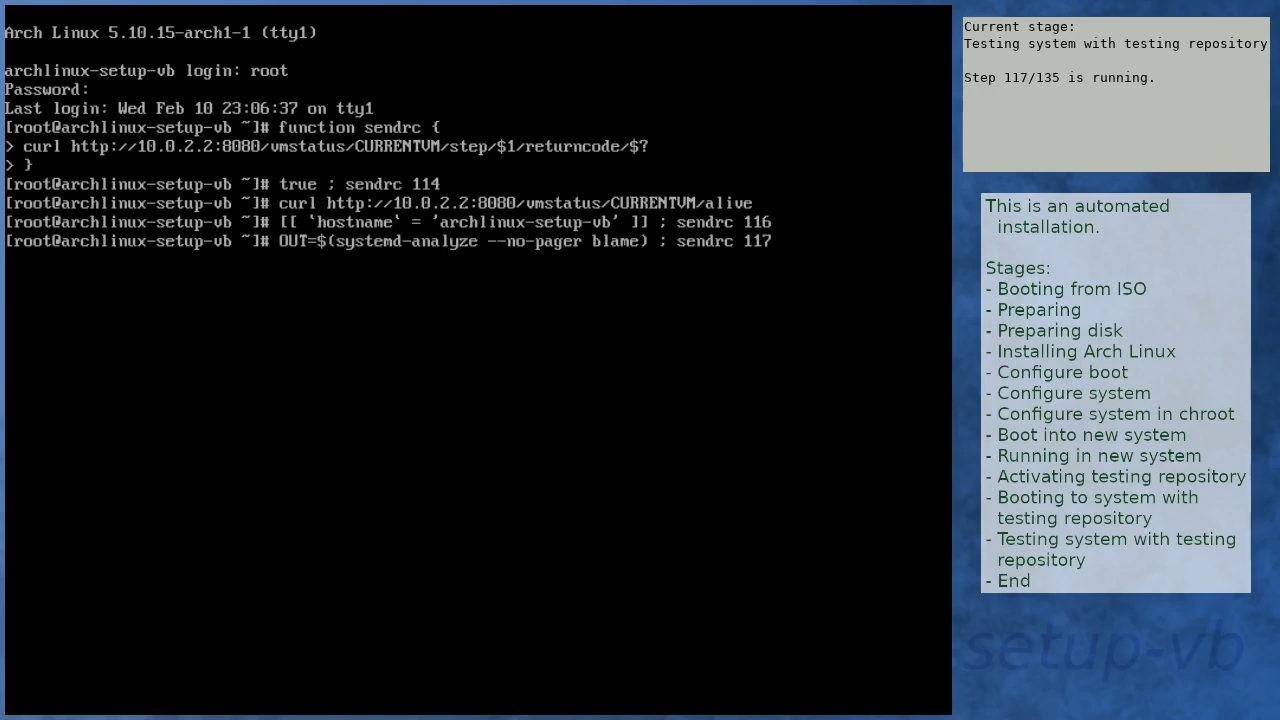 Arch Linux 5.10.15-arch1-1 (tty1)
archlinux-setup-vb login: root
Password:
Last login: Wed Feb 10 23:06:37 on tty1
[root@archlinux-setup-vb ~]# function sendrc {
> curl http://10.0.2.2:8080/vmstatus/CURRENTVM/step/$1/returncode/$?
> }
[root@archlinux-setup-vb ~]# true ; sendrc 114
[root@archlinux-setup-vb ~]# curl http://10.0.2.2:8080/vmstatus/CURRENTVM/alive
[root@archlinux-setup-vb ~]# [[ `hostname` = 'archlinux-setup-vb' ]] ; sendrc 116
[root@archlinux-setup-vb ~]# OUT=$(systemd-analyze --no-pager blame) ; sendrc 117
Current stage:
Testing system with testing repository
Step 117/135 is running.
This is an automated
installation.
Stages:
- Booting from ISO
- Preparing
- Preparing disk
- Installing Arch Linux
- Configure boot
- Configure system
- Configure system in chroot
- Boot into new system
- Running in new system
- Activating testing repository
- Booting to system with
testing repository
- Testing system with testing
repository
- End
setup-vb